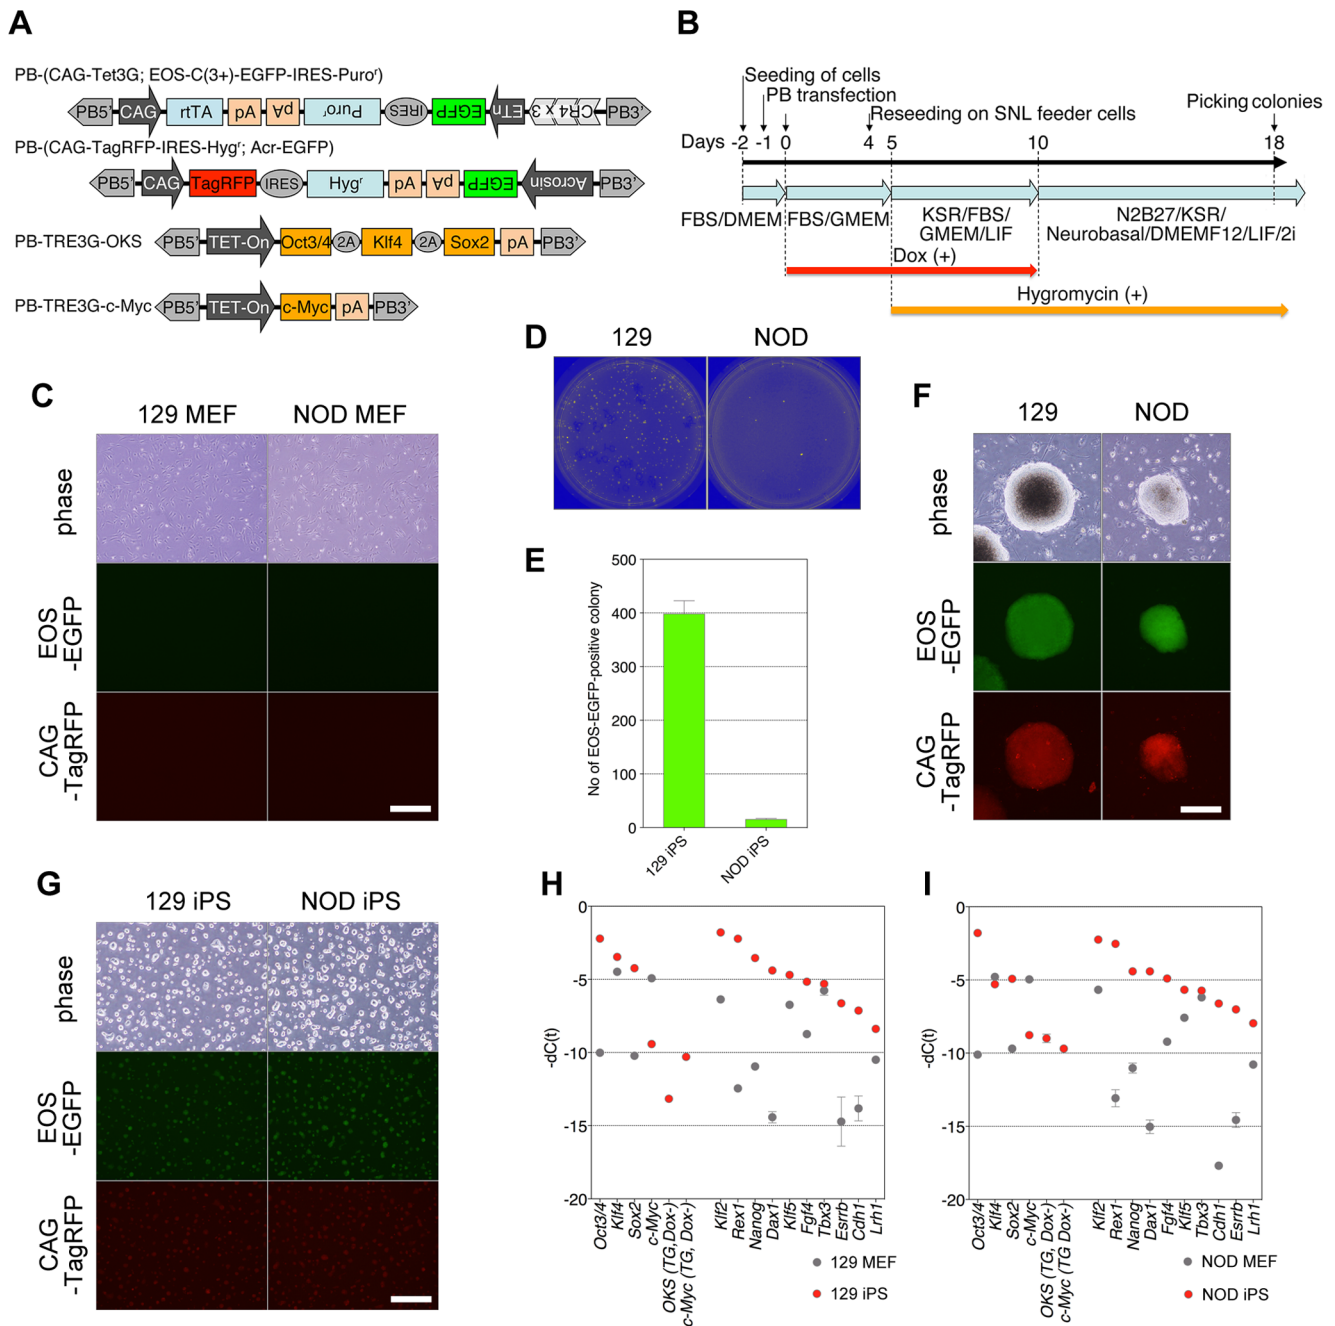 A
PB-(CAG-Tet3G; EOS-C(3+)-EGFP-IRES-Puroʳ)
PB5' CAG rtTA pA pA Puroʳ IRES EGFP ETn CR4 x 3 PB3'
PB-(CAG-TagRFP-IRES-Hygʳ; Acr-EGFP)
PB5' CAG TagRFP IRES Hygʳ pA pA EGFP Acrosin PB3'
PB-TRE3G-OKS PB5' TET-On Oct3/4 2A Klf4 2A Sox2 pA PB3'
PB-TRE3G-c-Myc PB5' TET-On c-Myc pA PB3'
B
Seeding of cells
PB transfection
Reseeding on SNL feeder cells
Picking colonies
Days -2 -1 0 4 5 10 18
FBS/DMEM FBS/GMEM
KSR/FBS/
GMEM/LIF
N2B27/KSR/
Neurobasal/DMEMF12/LIF/2i
Dox (+)
Hygromycin (+)
C
129 MEF NOD MEF
phase
EOS
-EGFP
CAG
-TagRFP
D
129 NOD
E
No of EOS-EGFP-positive colony
500
400
300
200
100
0
129 iPS
NOD iPS
F
129 NOD
phase
EOS
-EGFP
CAG
-TagRFP
G
129 iPS NOD iPS
phase
EOS
-EGFP
CAG
-TagRFP
H
-dC(t)
0
-5
-10
-15
-20
Oct3/4
Klf4
Sox2
c-Myc
OKS (TG,Dox-)
c-Myc (TG, Dox-)
Klf2
Rex1
Nanog
Dax1
Klf5
Fgf4
Tbx3
Esrrb
Cdh1
Lrh1
129 MEF
129 iPS
I
-dC(t)
0
-5
-10
-15
-20
Oct3/4
Klf4
Sox2
c-Myc
OKS (TG, Dox-)
c-Myc (TG Dox-)
Klf2
Rex1
Nanog
Dax1
Fgf4
Klf5
Tbx3
Cdh1
Esrrb
Lrh1
NOD MEF
NOD iPS